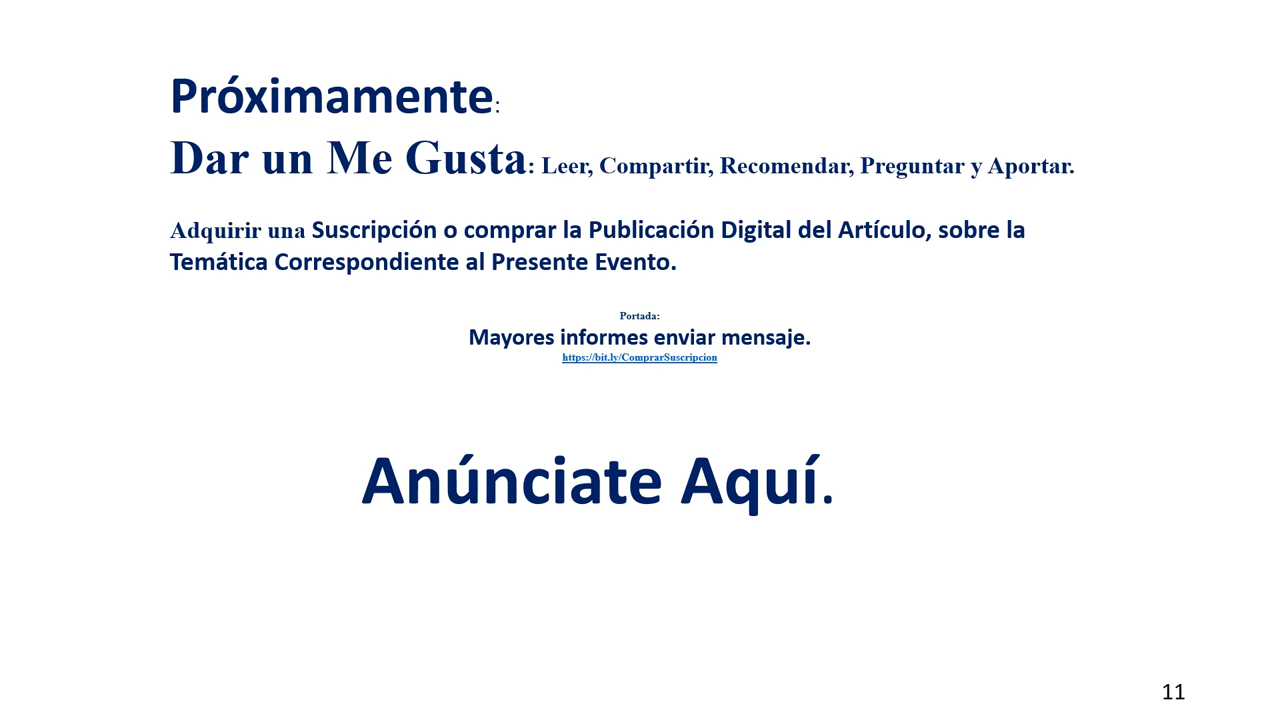 Próximamente:
Dar un Me Gusta: Leer, Compartir, Recomendar, Preguntar y Aportar.
Adquirir una Suscripción o comprar la Publicación Digital del Artículo, sobre la
Temática Correspondiente al Presente Evento.
Portada:
Mayores informes enviar mensaje.
https://bit.ly/ComprarSuscripcion
Anúnciate Aquí.
11